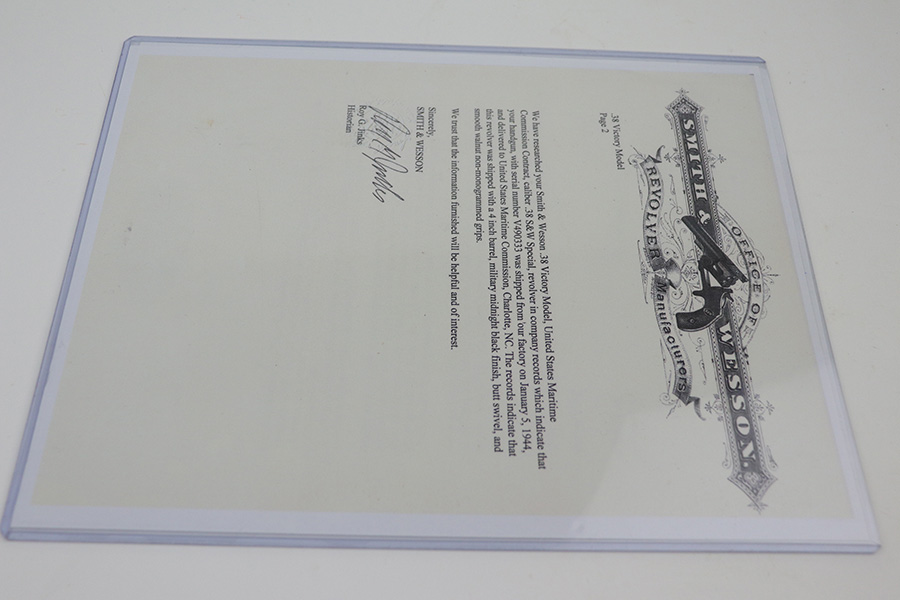 OFFICE OF
SMITH & WESSON.
REVOLVER Manufacturers
.38 Victory Model
Page 2
We have researched your Smith & Wesson .38 Victory Model, United States Maritime
Commission Contract, caliber .38 S&W Special, revolver in company records which indicate that
your handgun, with serial number V490333 was shipped from our factory on January 5, 1944,
and delivered to United States Maritime Commission, Charlotte, NC. The records indicate that
this revolver was shipped with a 4 inch barrel, military midnight black finish, butt swivel, and
smooth walnut non-monogrammed grips.
We trust that the information furnished will be helpful and of interest.
Sincerely,
SMITH & WESSON
Roy G. Jinks
Roy G. Jinks
Historian